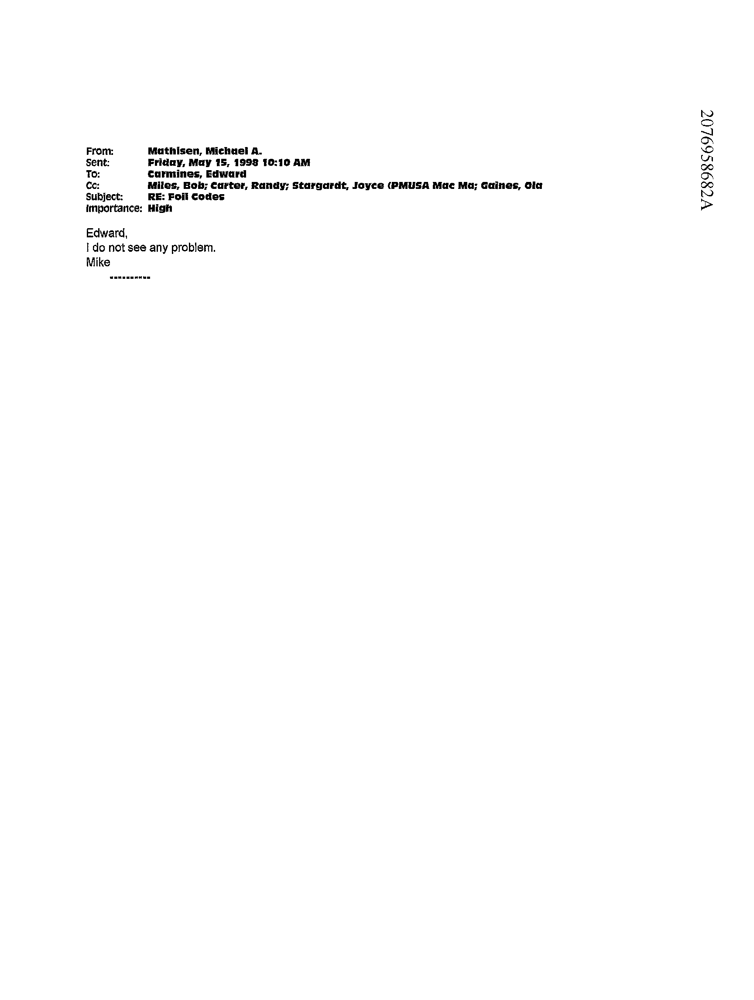 From: Mathisen, Michael A.
Sent: Friday, May 15, 1998 10:10 AM
To: Carmines, Edward
Cc: Miles, Bob; Carter, Randy; Stargardt, Joyce (PMUSA Mac Ma; Gaines, Ola
Subject: RE: Foil Codes
Importance: High
Edward,
I do not see any problem.
Mike
----------
2076958682A